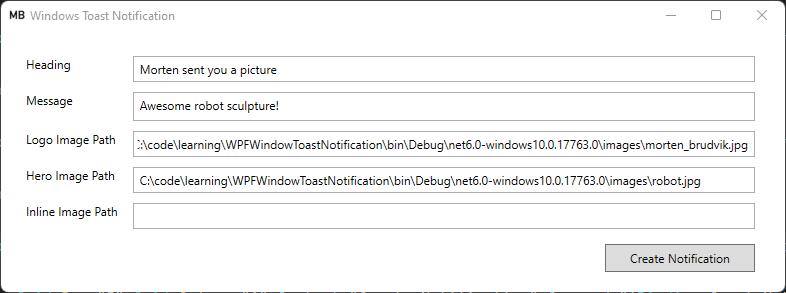 MB Windows Toast Notification
Heading Morten sent you a picture
Message Awesome robot sculpture!
Logo Image Path :\code\learning\WPFWindowToastNotification\bin\Debug\net6.0-windows10.0.17763.0\images\morten_brudvik.jpg
Hero Image Path C:\code\learning\WPFWindowToastNotification\bin\Debug\net6.0-windows10.0.17763.0\images\robot.jpg
Inline Image Path
Create Notification